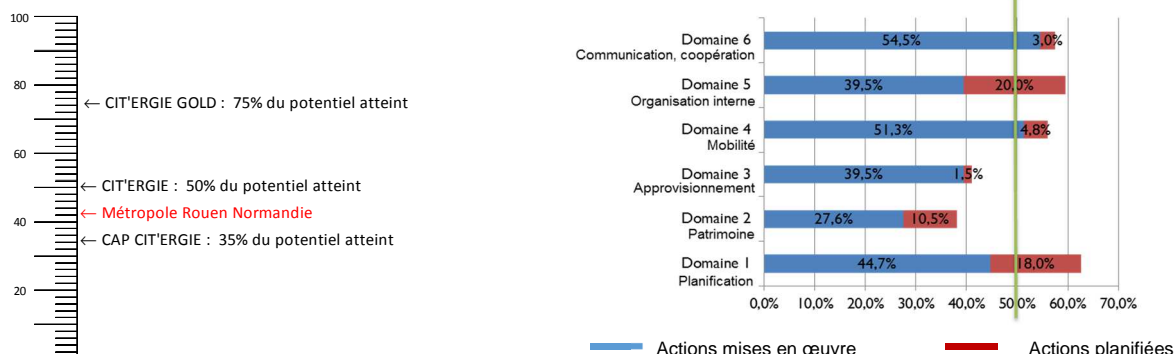 100
80
60
40
20
← CIT'ERGIE GOLD : 75% du potentiel atteint
← CIT'ERGIE : 50% du potentiel atteint
← Métropole Rouen Normandie
← CAP CIT'ERGIE : 35% du potentiel atteint
Domaine 6
Communication, coopération
54,5%
3,0%
Domaine 5
Organisation interne
39,5%
20,0%
Domaine 4
Mobilité
51,3%
4,8%
Domaine 3
Approvisionnement
39,5%
1,5%
Domaine 2
Patrimoine
27,6%
10,5%
Domaine 1
Planification
44,7%
18,0%
0,0% 10,0% 20,0% 30,0% 40,0% 50,0% 60,0% 70,0%
Actions mises en œuvre
Actions planifiées